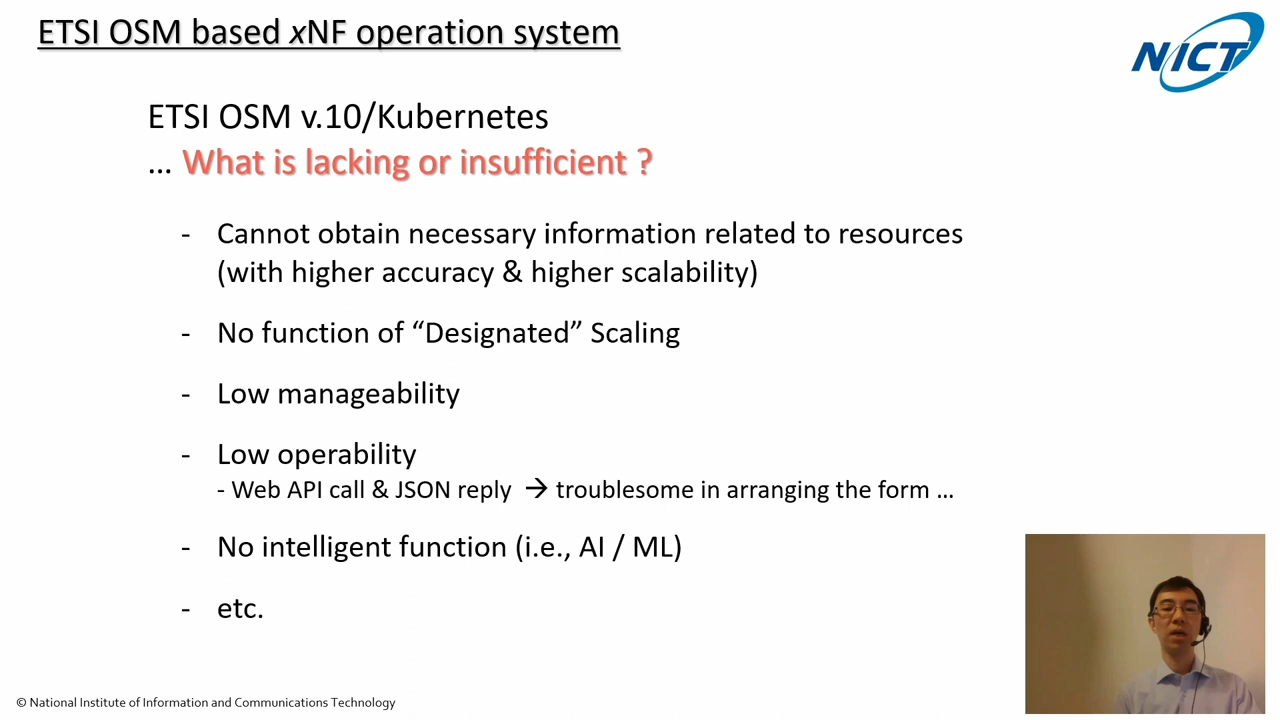 ETSI OSM based xNF operation system
NICT
ETSI OSM v.10/Kubernetes
... What is lacking or insufficient ?
- Cannot obtain necessary information related to resources
(with higher accuracy & higher scalability)
- No function of “Designated” Scaling
- Low manageability
- Low operability
- Web API call & JSON reply → troublesome in arranging the form ...
- No intelligent function (i.e., AI / ML)
- etc.
© National Institute of Information and Communications Technology